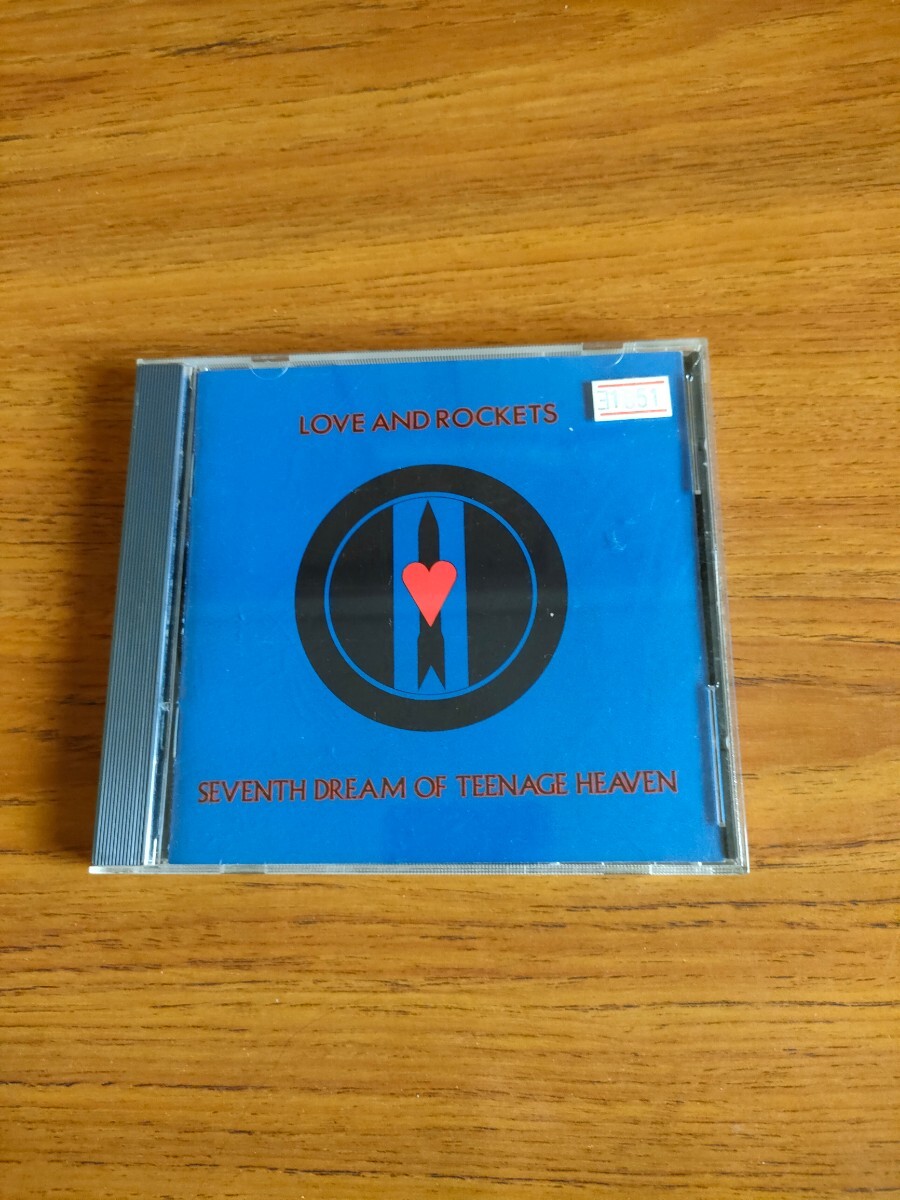 LOVE AND ROCKETS
SEVENTH DREAM OF TEENAGE HEAVEN